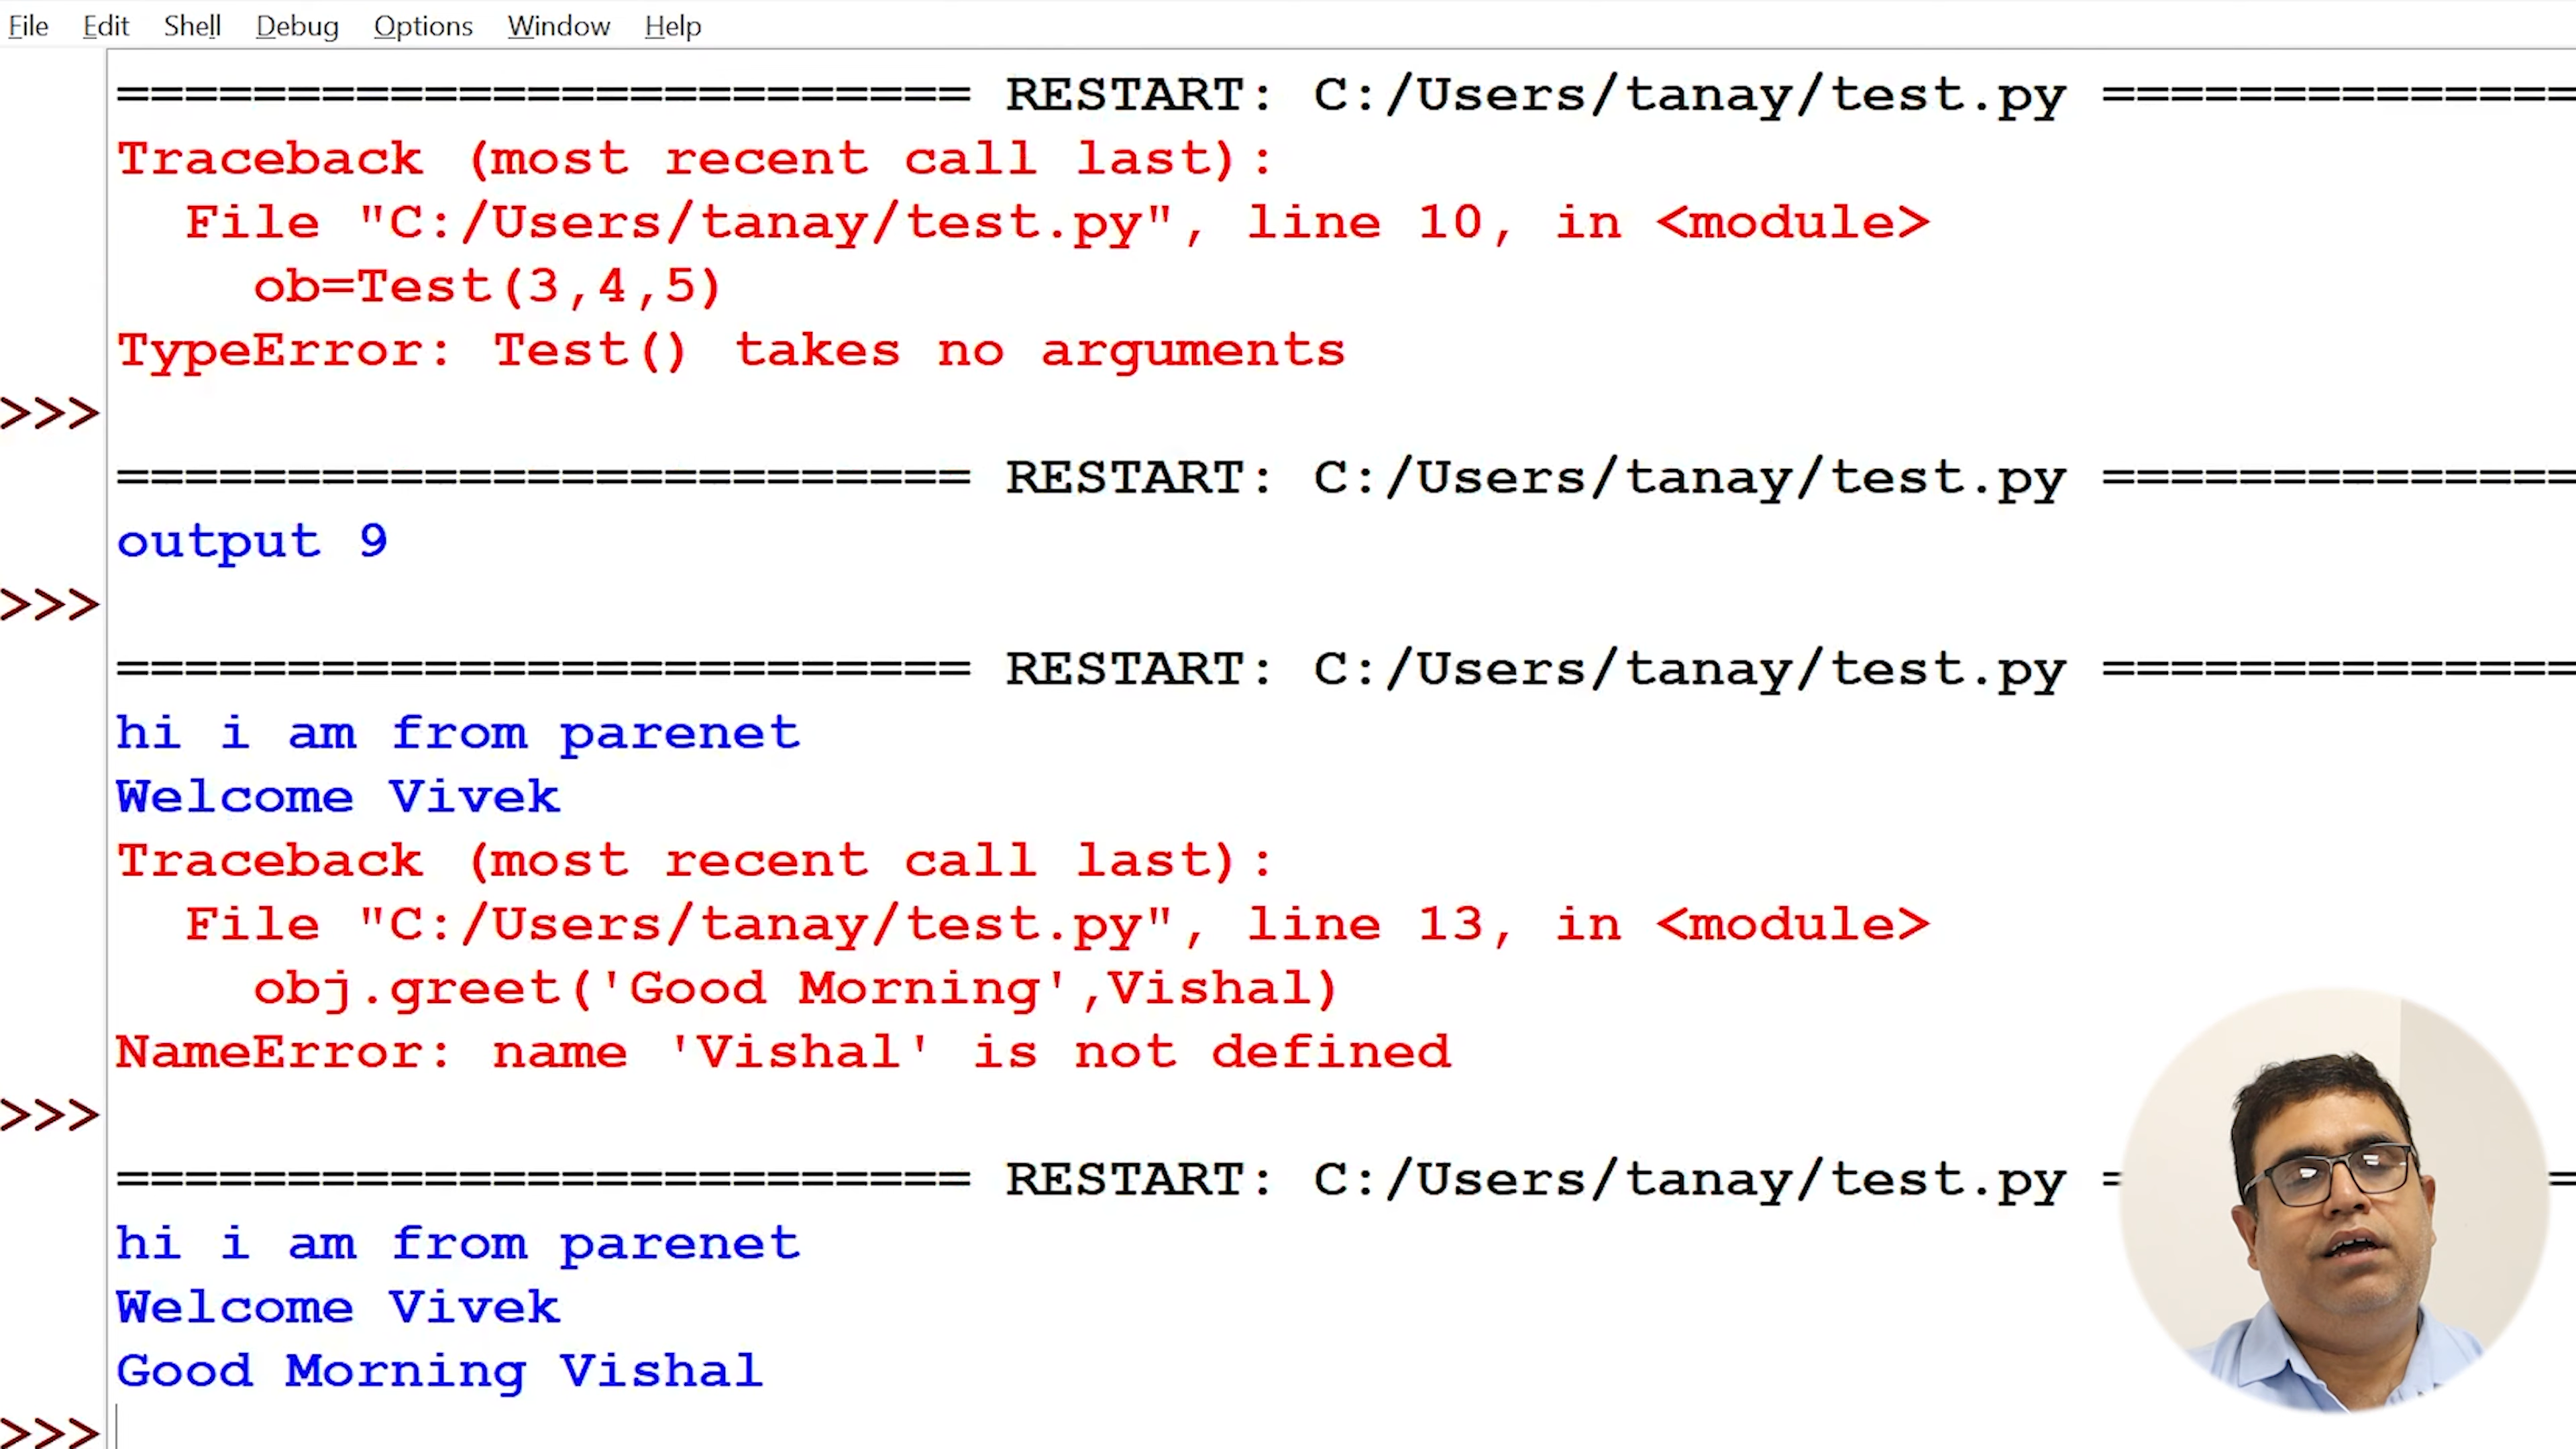 File Edit Shell Debug Options Window Help
========================= RESTART: C:/Users/tanay/test.py ==============
Traceback (most recent call last):
  File "C:/Users/tanay/test.py", line 10, in <module>
    ob=Test(3,4,5)
TypeError: Test() takes no arguments
>>>
========================= RESTART: C:/Users/tanay/test.py ==============
output 9
>>>
========================= RESTART: C:/Users/tanay/test.py ==============
hi i am from parenet
Welcome Vivek
Traceback (most recent call last):
  File "C:/Users/tanay/test.py", line 13, in <module>
    obj.greet('Good Morning',Vishal)
NameError: name 'Vishal' is not defined
>>>
========================= RESTART: C:/Users/tanay/test.py = =
hi i am from parenet
Welcome Vivek
Good Morning Vishal
>>>